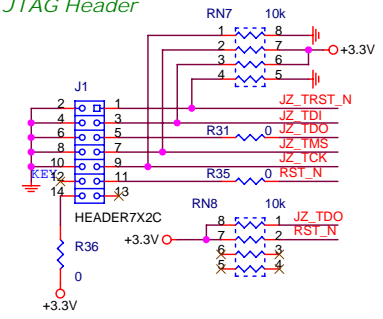 JTAG Header
RN7 10k
1 8
2 7
3 6
4 5
+3.3V
J1
2 1 JZ_TRST_N
4 3 JZ_TDI
6 5 R31 0 JZ_TDO
8 7 JZ_TMS
10 9 JZ_TCK
KEY 12 11 R35 0 RST_N
14 13
HEADER7X2C
RN8 10k
8 1 JZ_TDO
+3.3V 7 2 RST_N
6 3
5 4
R36
0
+3.3V